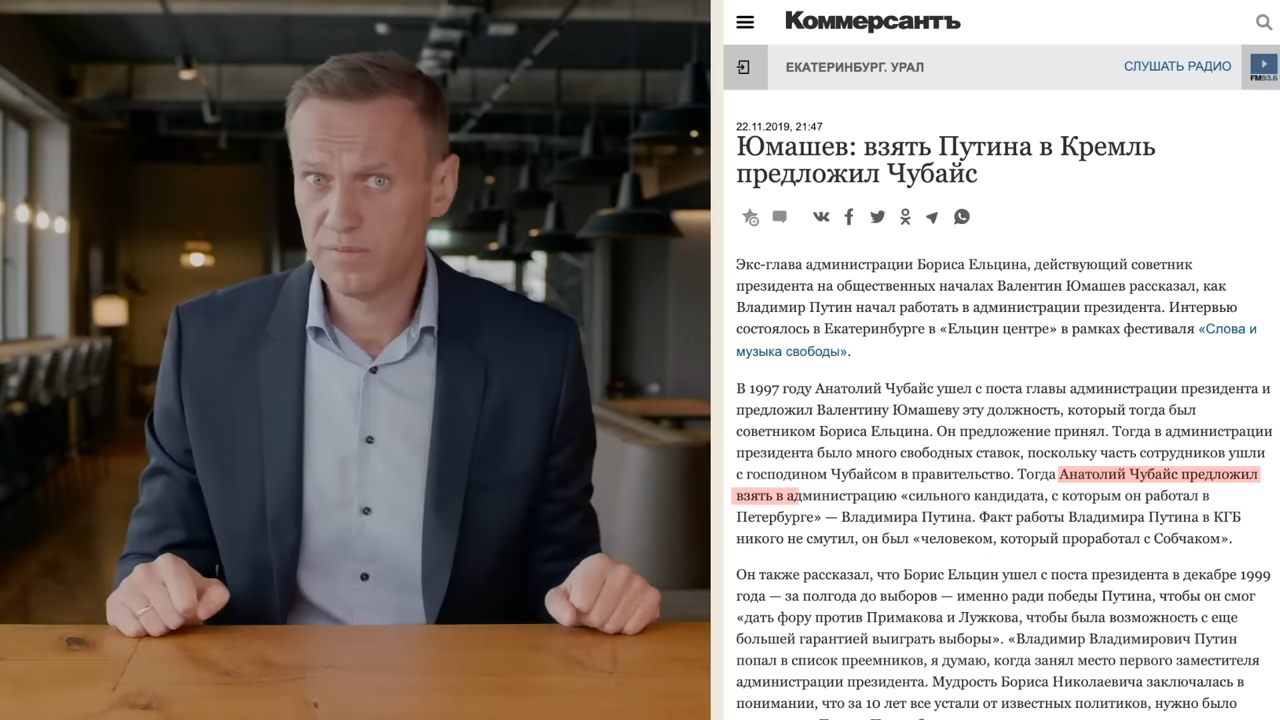 Коммерсантъ
ЕКАТЕРИНБУРГ. УРАЛ
СЛУШАТЬ РАДИО
FM93.6
22.11.2019, 21:47
Юмашев: взять Путина в Кремль
предложил Чубайс
Экс-глава администрации Бориса Ельцина, действующий советник
президента на общественных началах Валентин Юмашев рассказал, как
Владимир Путин начал работать в администрации президента. Интервью
состоялось в Екатеринбурге в «Ельцин центре» в рамках фестиваля «Слова и
музыка свободы».
В 1997 году Анатолий Чубайс ушел с поста главы администрации президента и
предложил Валентину Юмашеву эту должность, который тогда был
советником Бориса Ельцина. Он предложение принял. Тогда в администрации
президента было много свободных ставок, поскольку часть сотрудников ушли
с господином Чубайсом в правительство. Тогда Анатолий Чубайс предложил
взять в администрацию «сильного кандидата, с которым он работал в
Петербурге» — Владимира Путина. Факт работы Владимира Путина в КГБ
никого не смутил, он был «человеком, который проработал с Собчаком».
Он также рассказал, что Борис Ельцин ушел с поста президента в декабре 1999
года — за полгода до выборов — именно ради победы Путина, чтобы он смог
«дать фору против Примакова и Лужкова, чтобы была возможность с еще
большей гарантией выиграть выборы». «Владимир Владимирович Путин
попал в список преемников, я думаю, когда занял место первого заместителя
администрации президента. Мудрость Бориса Николаевича заключалась в
понимании, что за 10 лет все устали от известных политиков, нужно было